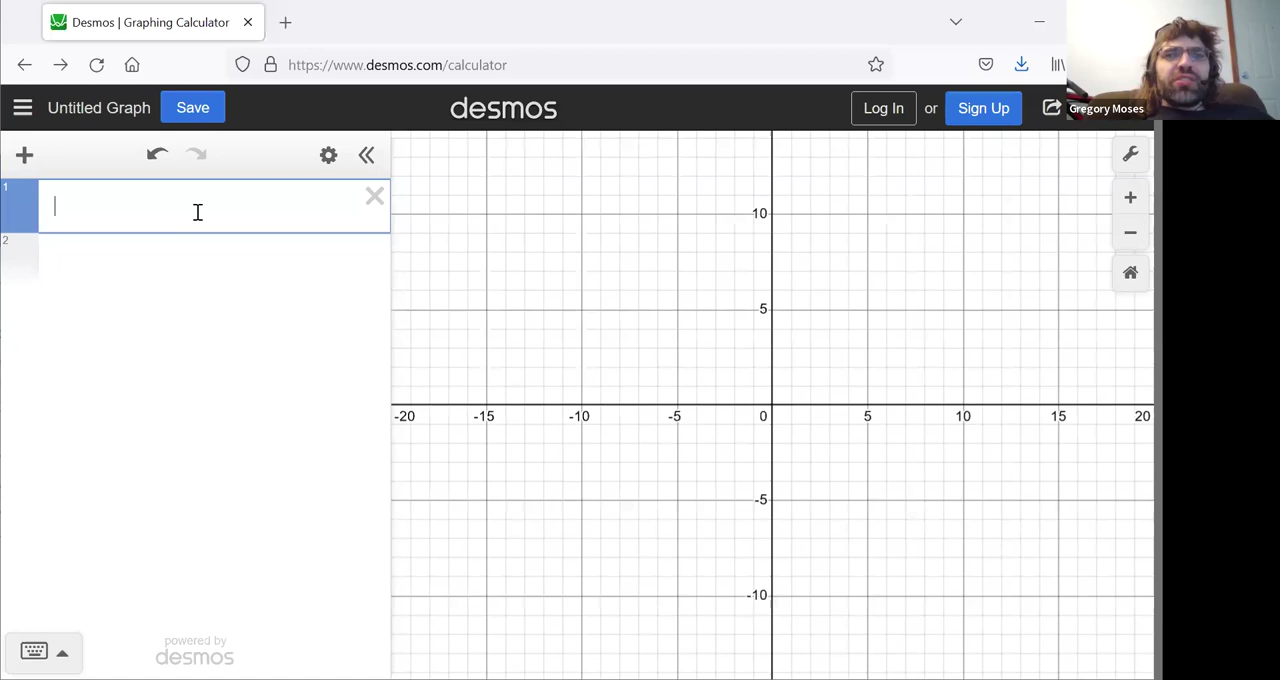 Desmos | Graphing Calculator
https://www.desmos.com/calculator
Gregory Moses
Untitled Graph
Save
desmos
Log In
or
Sign Up
1
2
10
5
-20
-15
-10
-5
0
5
10
15
20
-5
-10
powered by
desmos